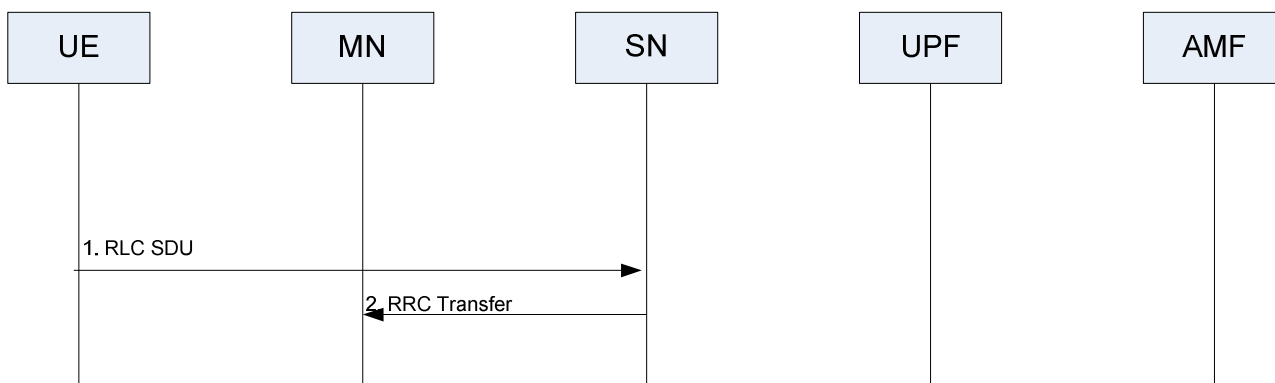 UE
MN
SN
UPF
AMF
1. RLC SDU
2. RRC Transfer